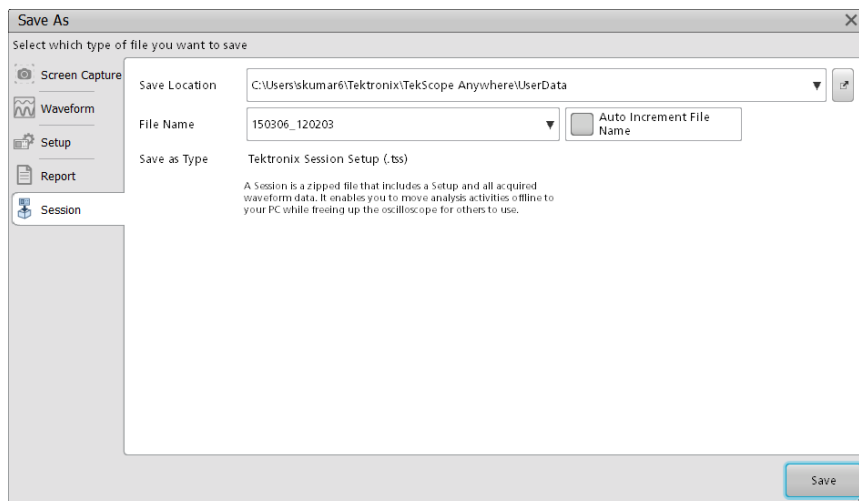 Save As
Select which type of file you want to save
Screen Capture
Waveform
Setup
Report
Session
Save Location
C:\Users\skumar6\Tektronix\TekScope Anywhere\UserData
File Name
150306_120203
Auto Increment File
Name
Save as Type
Tektronix Session Setup (.tss)
A Session is a zipped file that includes a Setup and all acquired
waveform data. It enables you to move analysis activities offline to
your PC while freeing up the oscilloscope for others to use.
Save